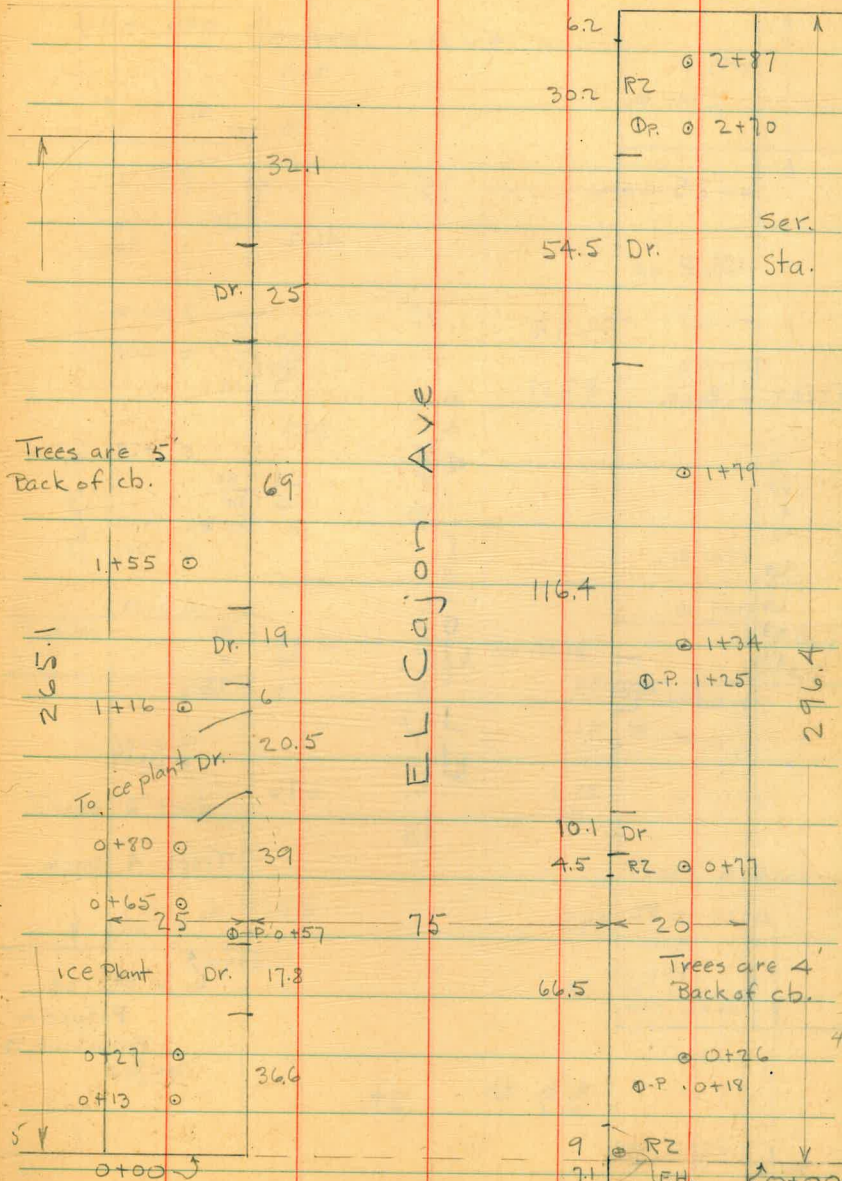 6.2
2+87
30.2 RZ
P. 2+70
32.1
Ser.
Sta.
54.5 Dr.
Dr. 25
EL Cajon Ave
Trees are 5'
Back of cb.
69
1+79
1+55
116.4
Dr. 19
1+34
265.1
P. 1+25
296.4
6
1+16
20.5
To ice plant Dr.
10.1 Dr
0+80
39
4.5 RZ 0+77
0+65
25
75
20
P. 0+57
Ice Plant Dr. 17.8
Trees are 4'
Back of cb.
66.5
0+27
0+26
36.6
P. 0+18
0+13
5
9 RZ
0+00
7.1 FH
0+00